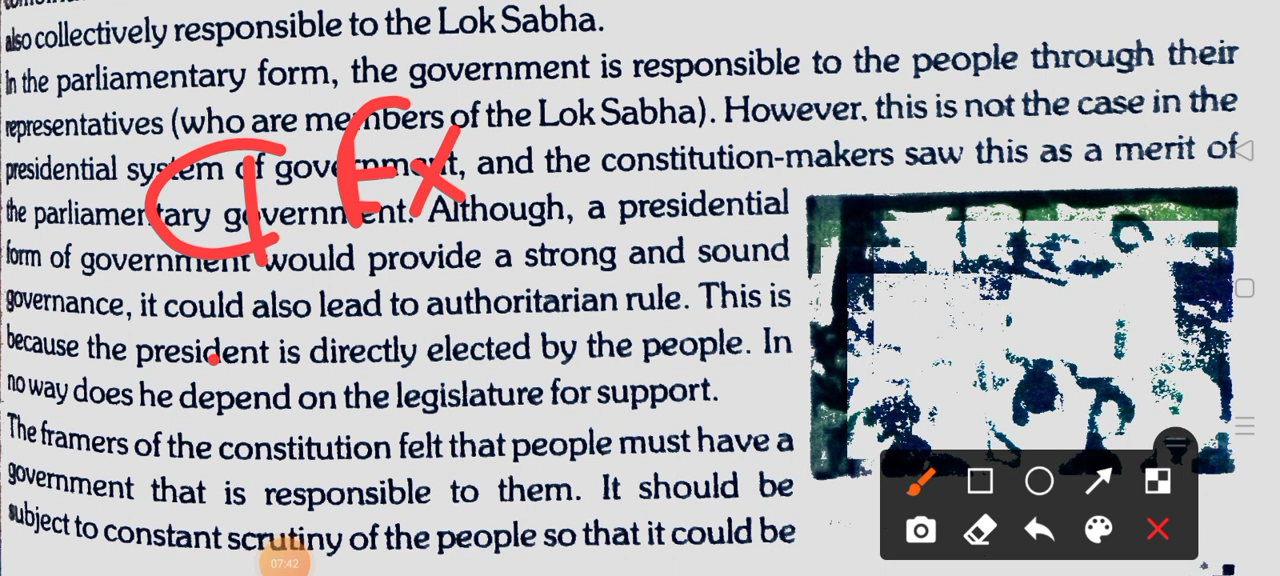 also collectively responsible to the Lok Sabha.
In the parliamentary form, the government is responsible to the people through their
representatives (who are members of the Lok Sabha). However, this is not the case in the
presidential system of government, and the constitution-makers saw this as a merit of
the parliamentary government. Although, a presidential
form of government would provide a strong and sound
governance, it could also lead to authoritarian rule. This is
because the president is directly elected by the people. In
no way does he depend on the legislature for support.
The framers of the constitution felt that people must have a
government that is responsible to them. It should be
subject to constant scrutiny of the people so that it could be
07:42